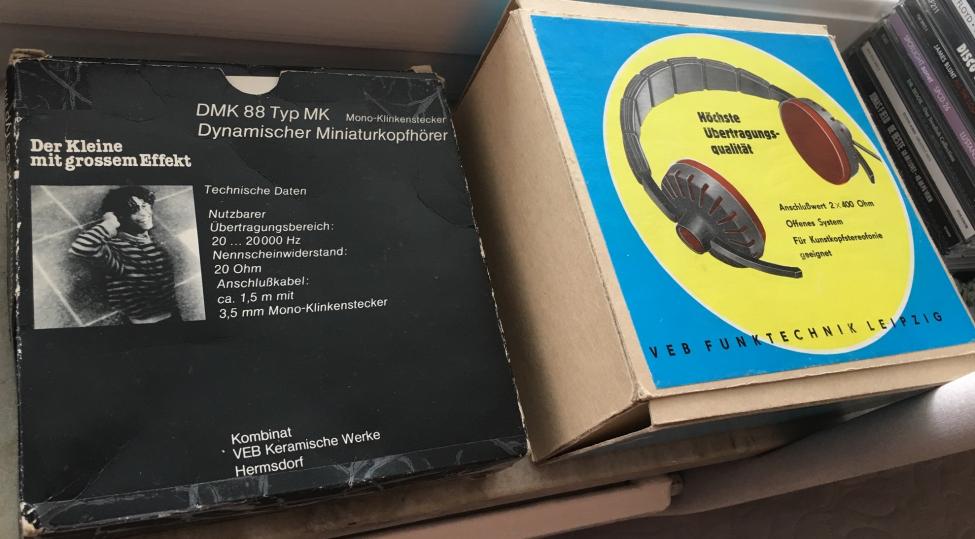 DMK 88 Typ MK Mono-Klinkenstecker
Dynamischer Miniaturkopfhörer
Der Kleine
mit grossem Effekt
Technische Daten
Nutzbarer
Übertragungsbereich:
20 ... 20000 Hz
Nennscheinwiderstand:
20 Ohm
Anschlußkabel:
ca. 1,5 m mit
3,5 mm Mono-Klinkenstecker
Kombinat
VEB Keramische Werke
Hermsdorf
Höchste
Übertragungs-
qualität
Anschlußwert 2×400 Ohm
Offenes System
Für Kunstkopfstereofonie
geeignet
VEB FUNKTECHNIK LEIPZIG
JAMES BLUNT